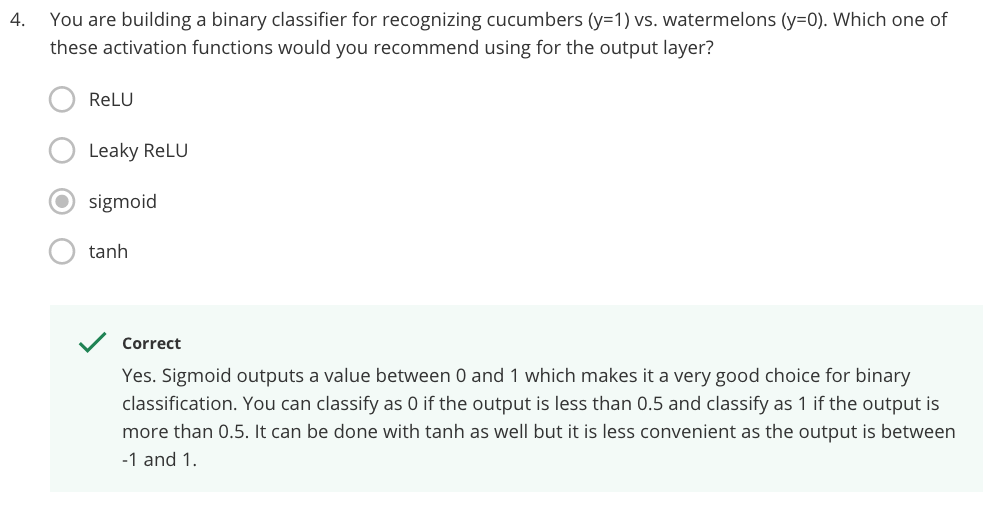 4. You are building a binary classifier for recognizing cucumbers (y=1) vs. watermelons (y=0). Which one of
these activation functions would you recommend using for the output layer?
ReLU
Leaky ReLU
sigmoid
tanh
Correct
Yes. Sigmoid outputs a value between 0 and 1 which makes it a very good choice for binary
classification. You can classify as 0 if the output is less than 0.5 and classify as 1 if the output is
more than 0.5. It can be done with tanh as well but it is less convenient as the output is between
-1 and 1.